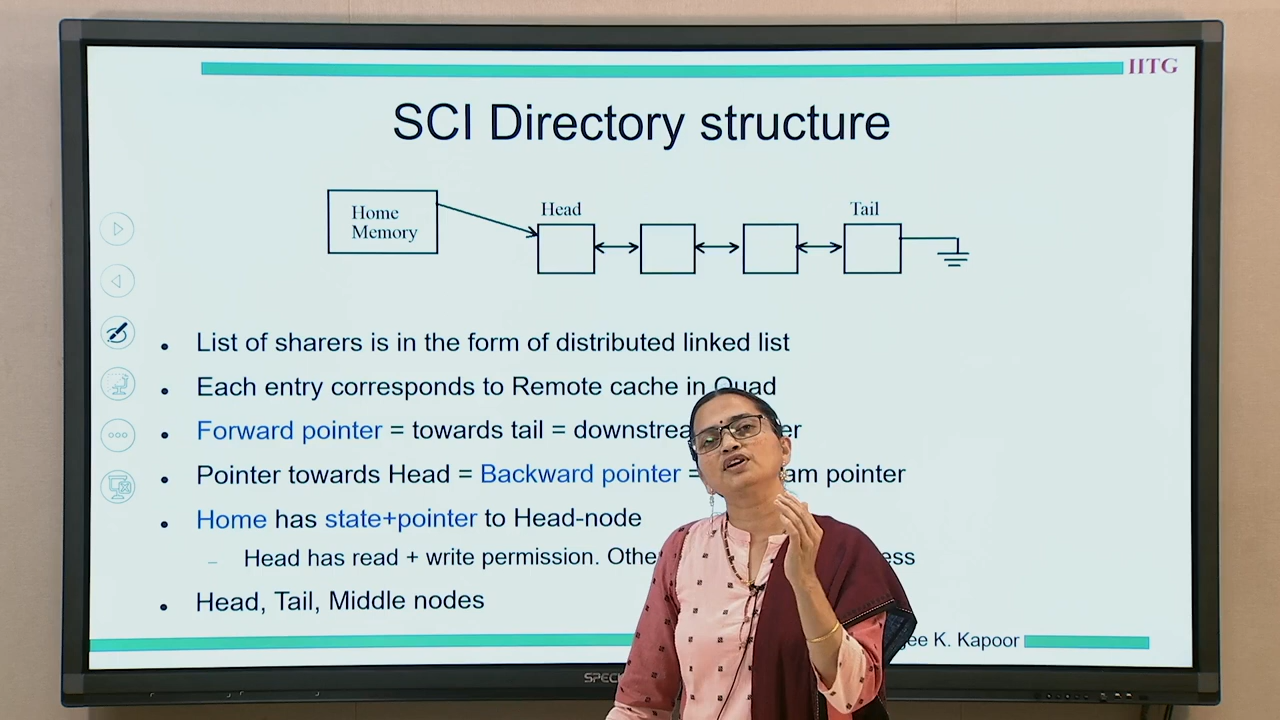 IITG
SCI Directory structure
Home
Memory
Head
Tail
List of sharers is in the form of distributed linked list
Each entry corresponds to Remote cache in Quad
Forward pointer = towards tail =
Pointer towards Head = Backward pointer = pointer
Home has state+pointer to Head-node
– Head has read + write permission.
Head, Tail, Middle nodes
K. Kapoor